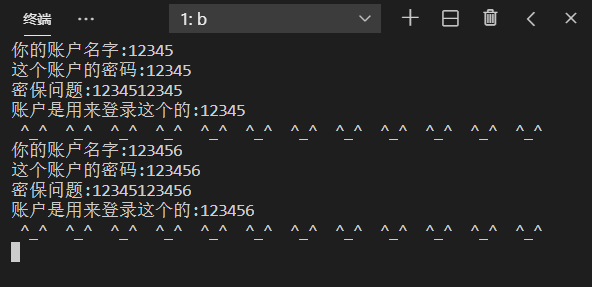 终端 ··· 1: b
你的账户名字:12345
这个账户的密码:12345
密保问题:1234512345
账户是用来登录这个的:12345
^_^ ^_^ ^_^ ^_^ ^_^ ^_^ ^_^ ^_^ ^_^ ^_^ ^_^ ^_^
你的账户名字:123456
这个账户的密码:123456
密保问题:12345123456
账户是用来登录这个的:123456
^_^ ^_^ ^_^ ^_^ ^_^ ^_^ ^_^ ^_^ ^_^ ^_^ ^_^ ^_^